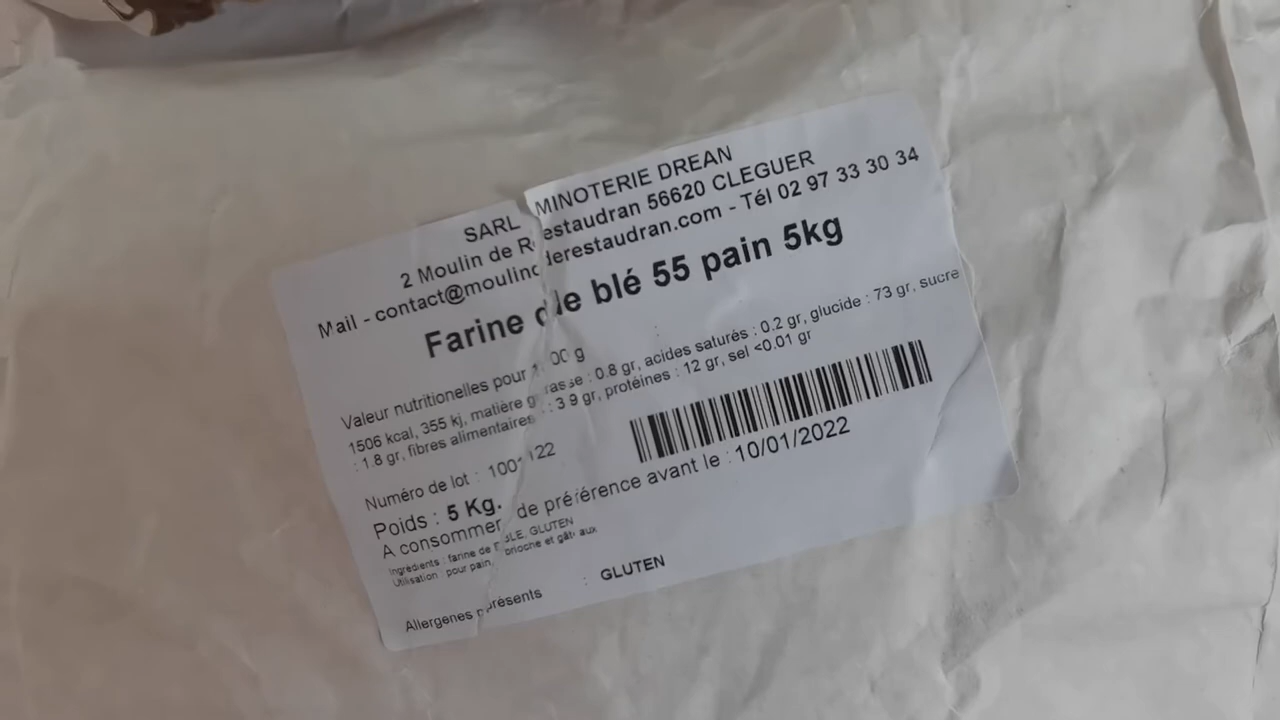 SARL MINOTERIE DREAN
2 Moulin de Restaudran 56620 CLEGUER
Mail - contact@moulinderestaudran.com - Tél 02 97 33 30 34
Farine de blé 55 pain 5kg
Valeur nutritionelles pour 100 g
1506 kcal, 355 kj, matière grasse : 0.8 gr, acides saturés : 0.2 gr, glucide : 73 gr, sucre
: 1.8 gr, fibres alimentaires : 3.9 gr, protéines : 12 gr, sel <0.01 gr
Numéro de lot :
Poids : 5 Kg.
A consommer de préférence avant le : 10/01/2022
Ingrédients : farine de BLE, GLUTEN
Utilisation : pour pain, brioche et gâteaux
Allergenes présents : GLUTEN